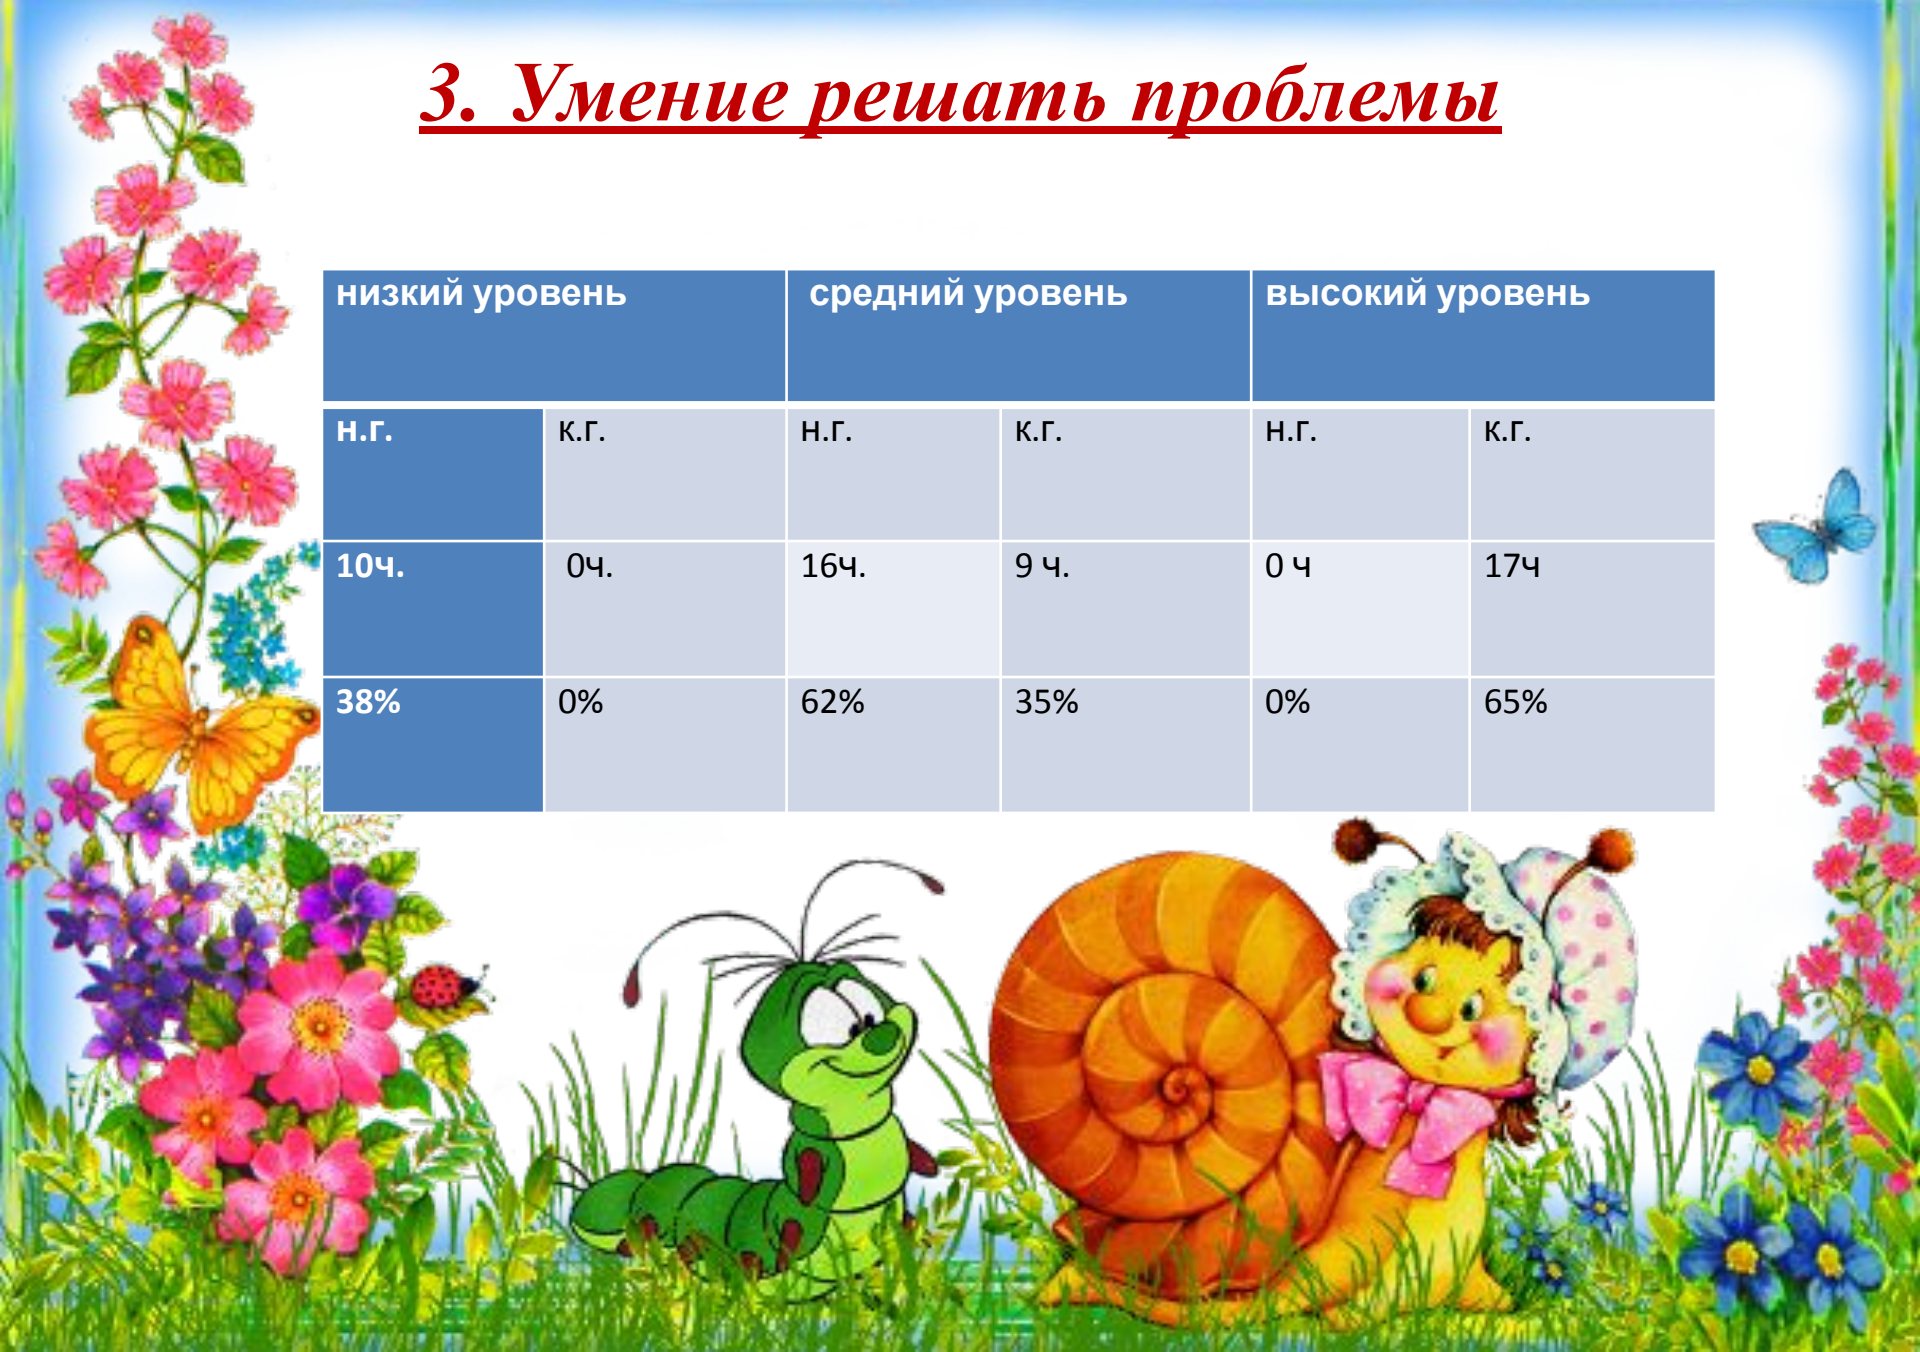 3. Умение решать проблемы
низкий уровень средний уровень высокий уровень
н.г. к.г. н.г. к.г. н.г. к.г.
10ч. 0ч. 16ч. 9 ч. 0 ч 17ч
38% 0% 62% 35% 0% 65%